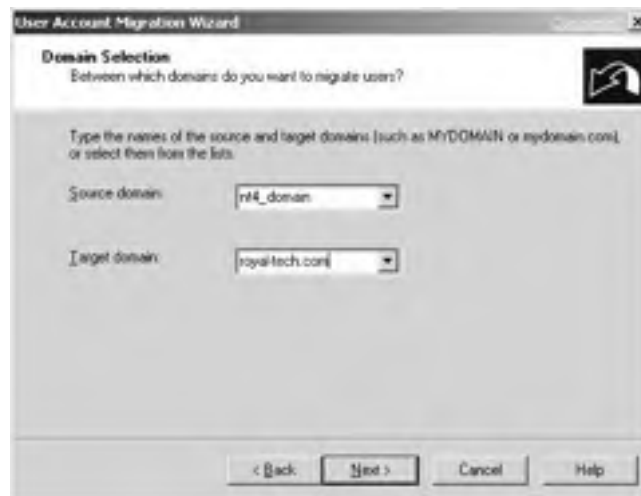 User Account Migration Wizard
Domain Selection
Between which domains do you want to migrate users?
Type the names of the source and target domains (such as MYDOMAIN or mydomain.com),
or select them from the lists.
Source domain:
nt4_domain
Target domain:
royal-tech.com
< Back
Next >
Cancel
Help